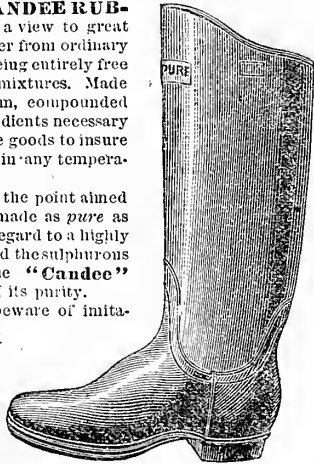 ANDEE RUB-
a view to great
er from ordinary
eing entirely free
mixtures. Made
m, compounded
dients necessary
e goods to insure
in any tempera-
the point aimed
made as pure as
egard to a highly
d the sulphurous
e "Candee"
f its purity.
beware of imita-
PURE